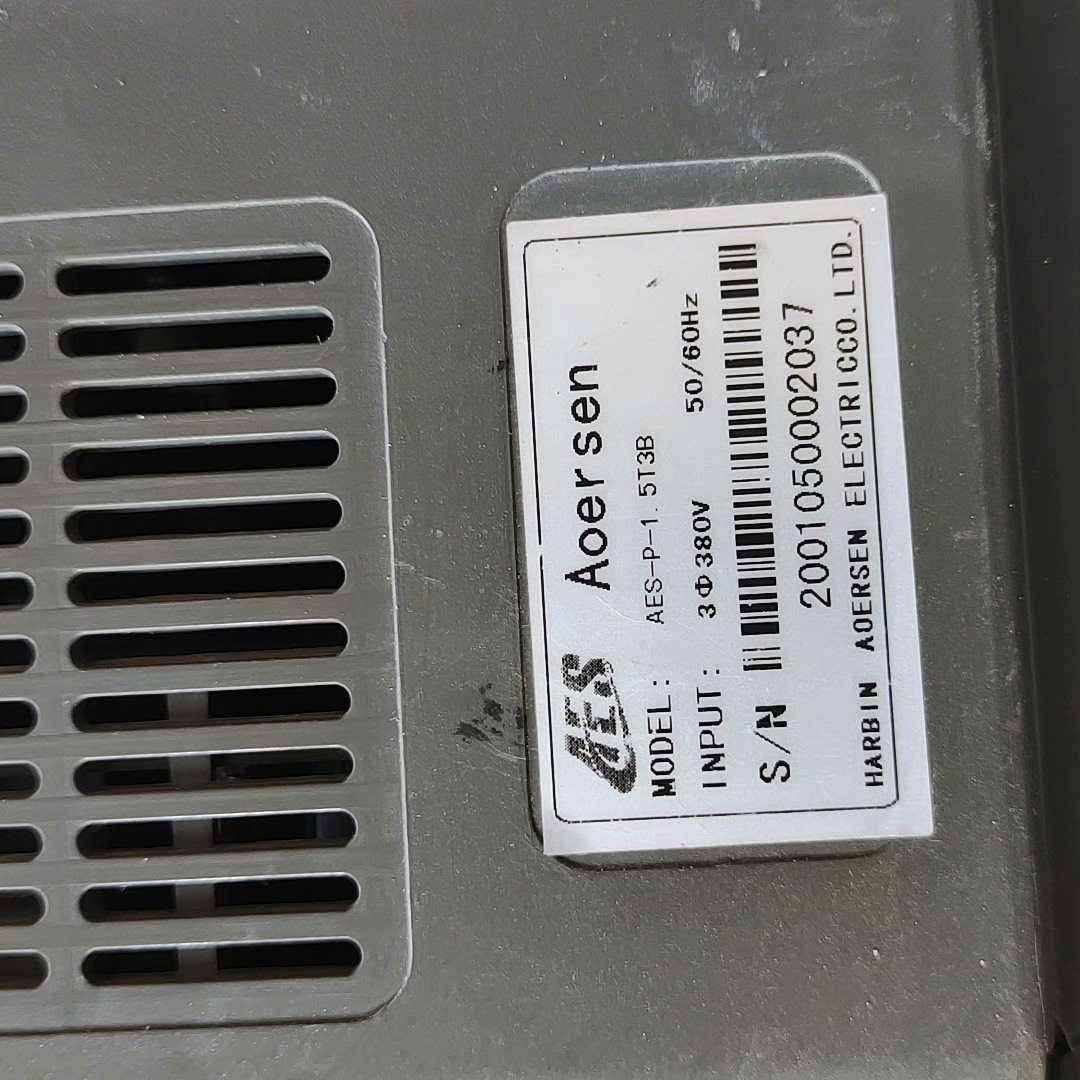 AES Aoersen
MODEL: AES-P-1.5T3B
INPUT: 3Φ380V 50/60Hz
S/N
2001050002037
HARBIN AOERSEN ELECTRICCO.LTD.